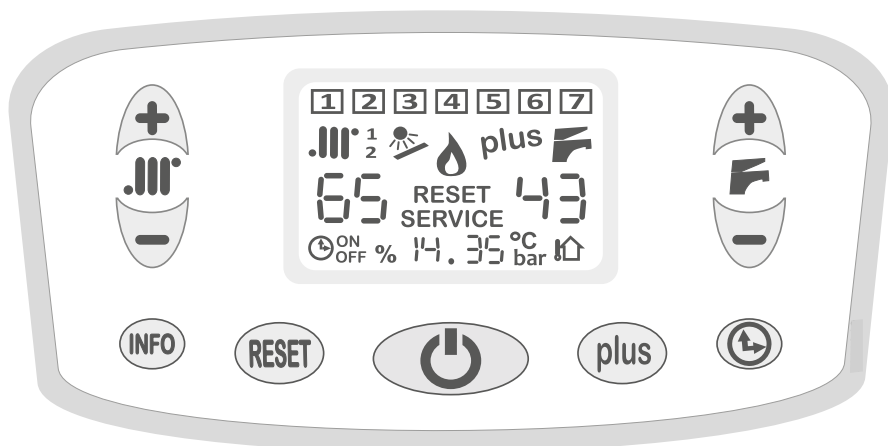 1 2 3 4 5 6 7
1
2
plus
65 RESET 43
SERVICE
ON
OFF % 14.35 °C
bar
INFO RESET plus